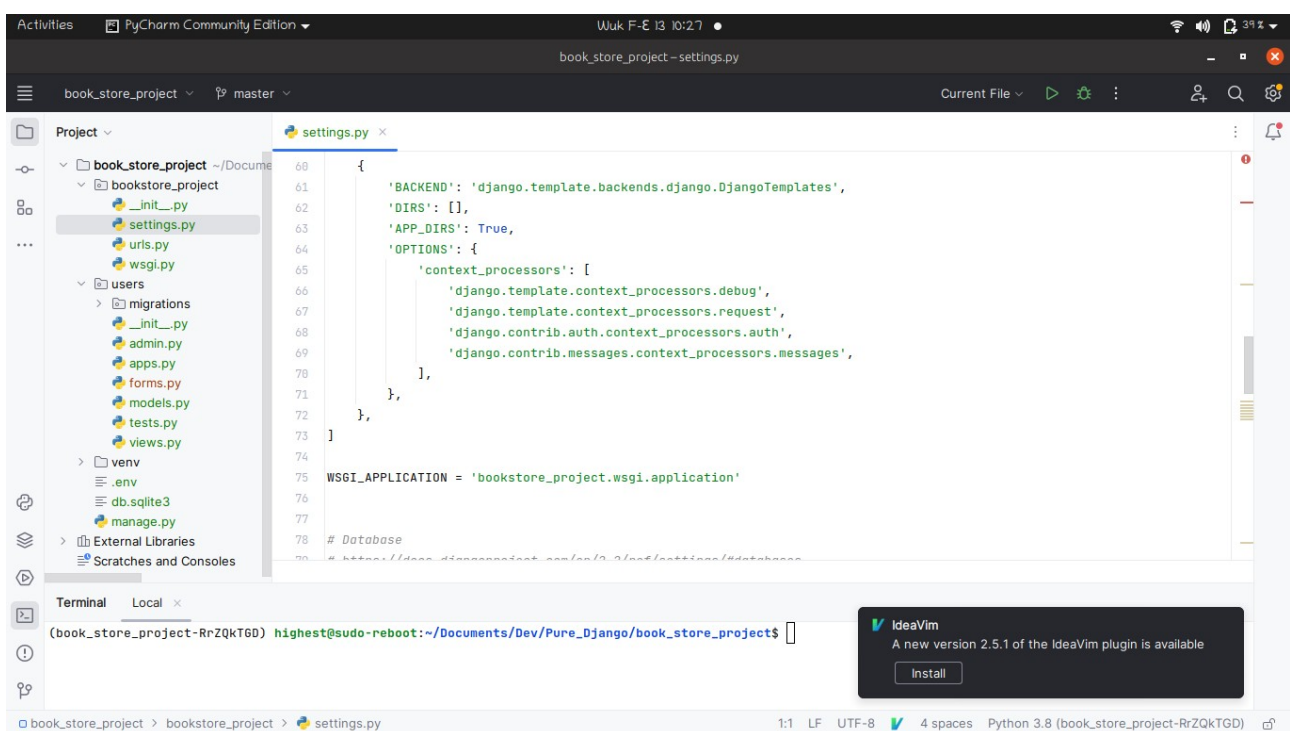 Activities PyCharm Community Edition Wuk F-E 13 10:27 39%
book_store_project – settings.py
book_store_project master Current File
Project settings.py
book_store_project ~/Docume
bookstore_project
__init__.py
settings.py
urls.py
wsgi.py
users
migrations
__init__.py
admin.py
apps.py
forms.py
models.py
tests.py
views.py
venv
.env
db.sqlite3
manage.py
External Libraries
Scratches and Consoles
60 {
61 'BACKEND': 'django.template.backends.django.DjangoTemplates',
62 'DIRS': [],
63 'APP_DIRS': True,
64 'OPTIONS': {
65 'context_processors': [
66 'django.template.context_processors.debug',
67 'django.template.context_processors.request',
68 'django.contrib.auth.context_processors.auth',
69 'django.contrib.messages.context_processors.messages',
70 ],
71 },
72 },
73 ]
74
75 WSGI_APPLICATION = 'bookstore_project.wsgi.application'
76
77
78 # Database
Terminal Local
(book_store_project-RrZQkTGD) highest@sudo-reboot:~/Documents/Dev/Pure_Django/book_store_project$
IdeaVim
A new version 2.5.1 of the IdeaVim plugin is available
Install
book_store_project > bookstore_project > settings.py 1:1 LF UTF-8 4 spaces Python 3.8 (book_store_project-RrZQkTGD)